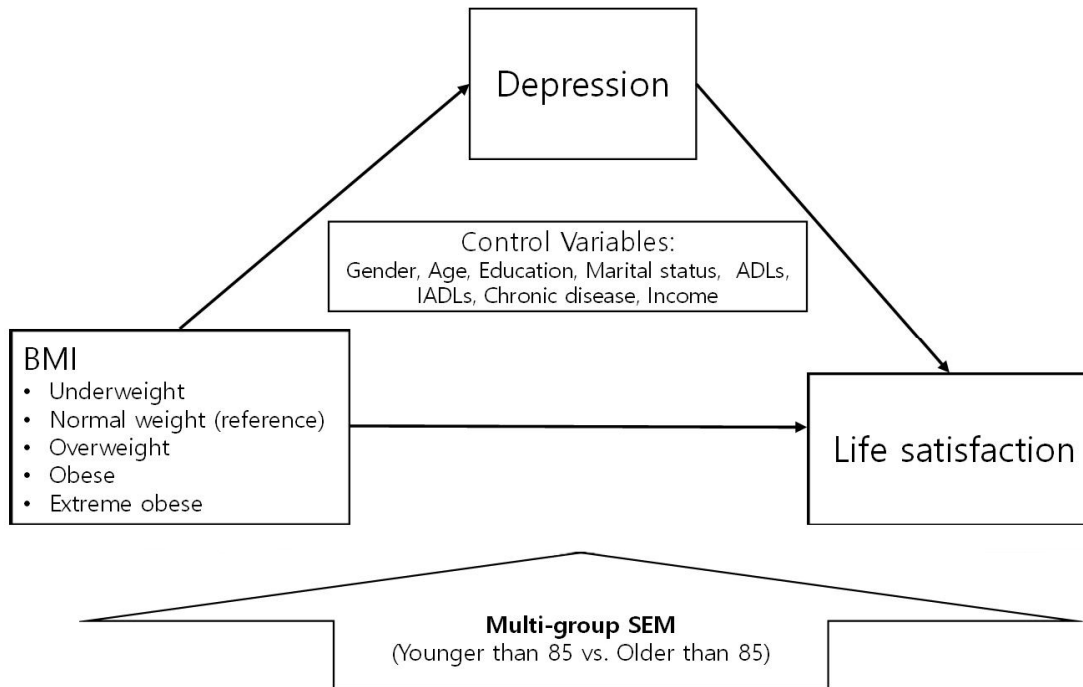 Depression
Control Variables:
Gender, Age, Education, Marital status, ADLs,
IADLs, Chronic disease, Income
BMI
• Underweight
• Normal weight (reference)
• Overweight
• Obese
• Extreme obese
Life satisfaction
Multi-group SEM
(Younger than 85 vs. Older than 85)